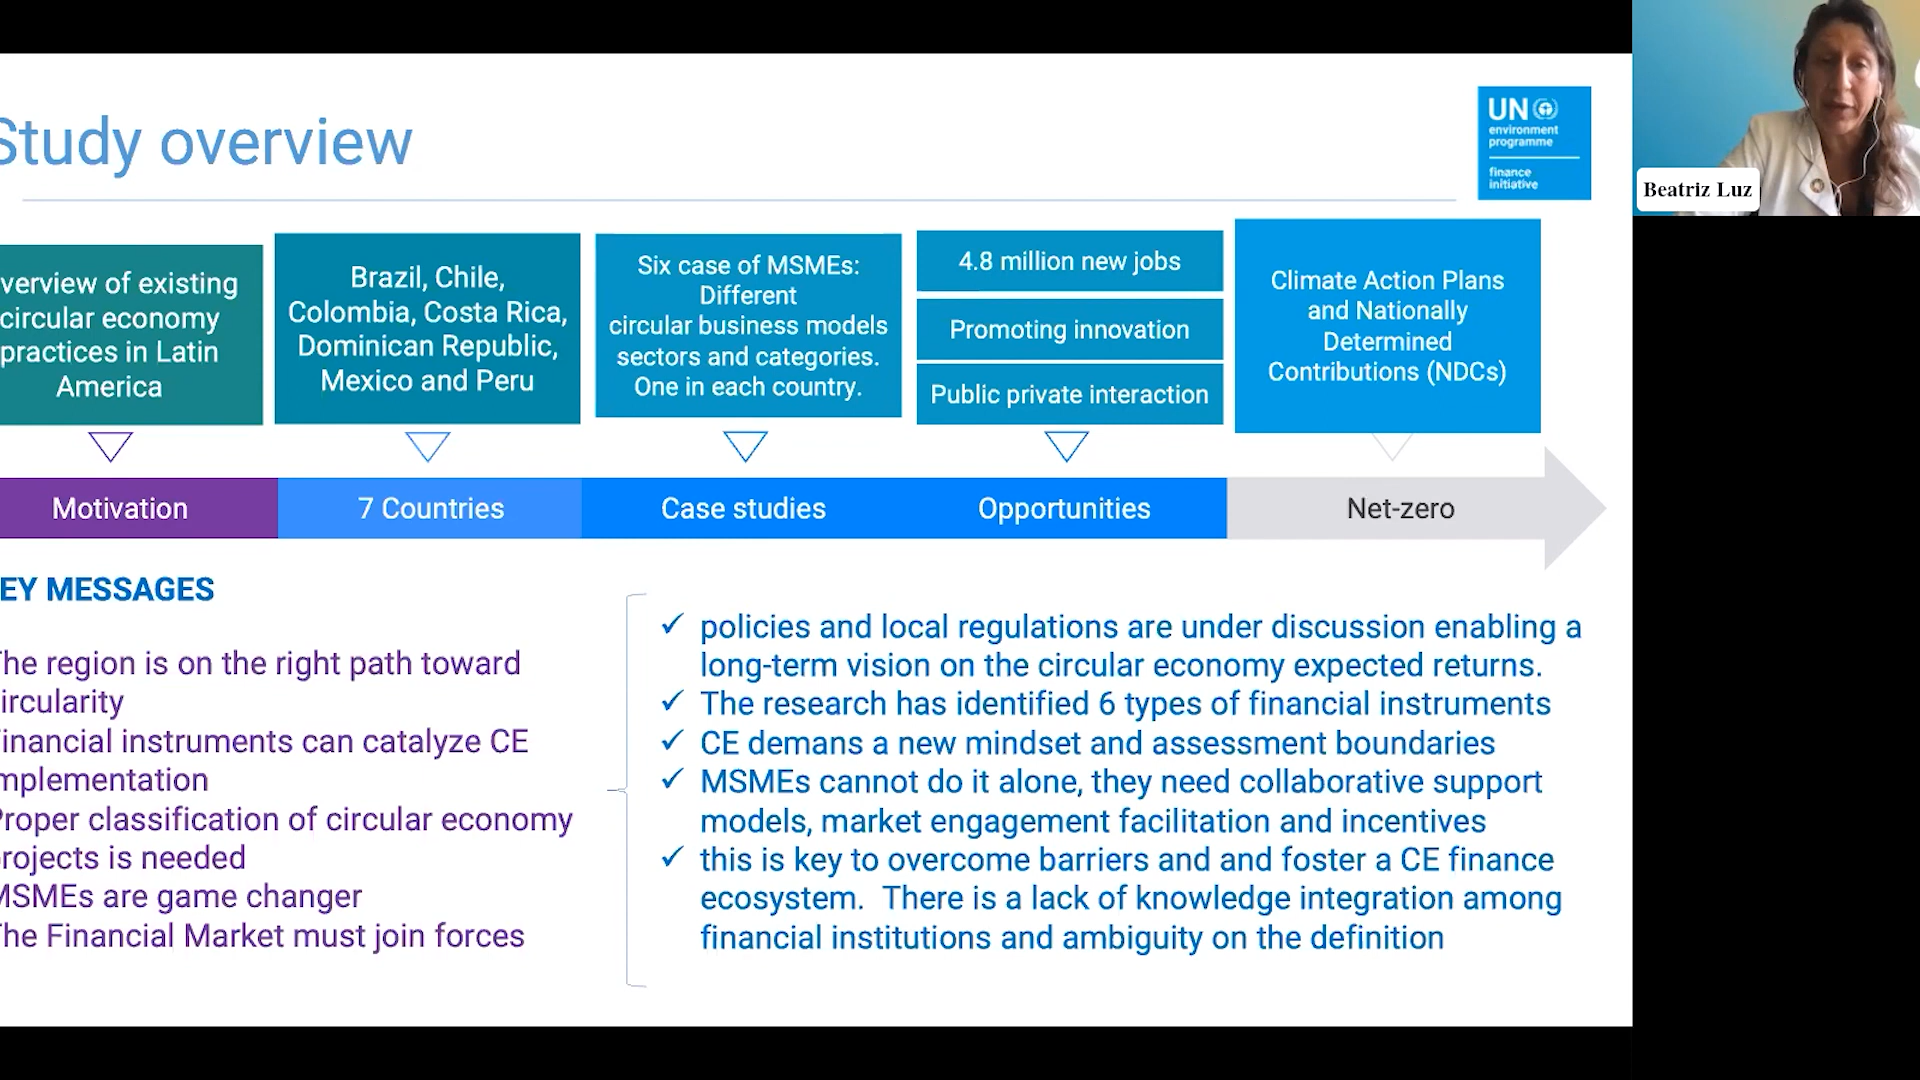 Study overview
UN
environment
programme
finance
initiative
Beatriz Luz
verview of existing
circular economy
practices in Latin
America
Brazil, Chile,
Colombia, Costa Rica,
Dominican Republic,
Mexico and Peru
Six case of MSMEs:
Different
circular business models
sectors and categories.
One in each country.
4.8 million new jobs
Promoting innovation
Public private interaction
Climate Action Plans
and Nationally
Determined
Contributions (NDCs)
Motivation
7 Countries
Case studies
Opportunities
Net-zero
EY MESSAGES
The region is on the right path toward
ircularity
inancial instruments can catalyze CE
mplementation
Proper classification of circular economy
rojects is needed
MSMEs are game changer
The Financial Market must join forces
✓ policies and local regulations are under discussion enabling a
long-term vision on the circular economy expected returns.
✓ The research has identified 6 types of financial instruments
✓ CE demans a new mindset and assessment boundaries
✓ MSMEs cannot do it alone, they need collaborative support
models, market engagement facilitation and incentives
✓ this is key to overcome barriers and and foster a CE finance
ecosystem. There is a lack of knowledge integration among
financial institutions and ambiguity on the definition